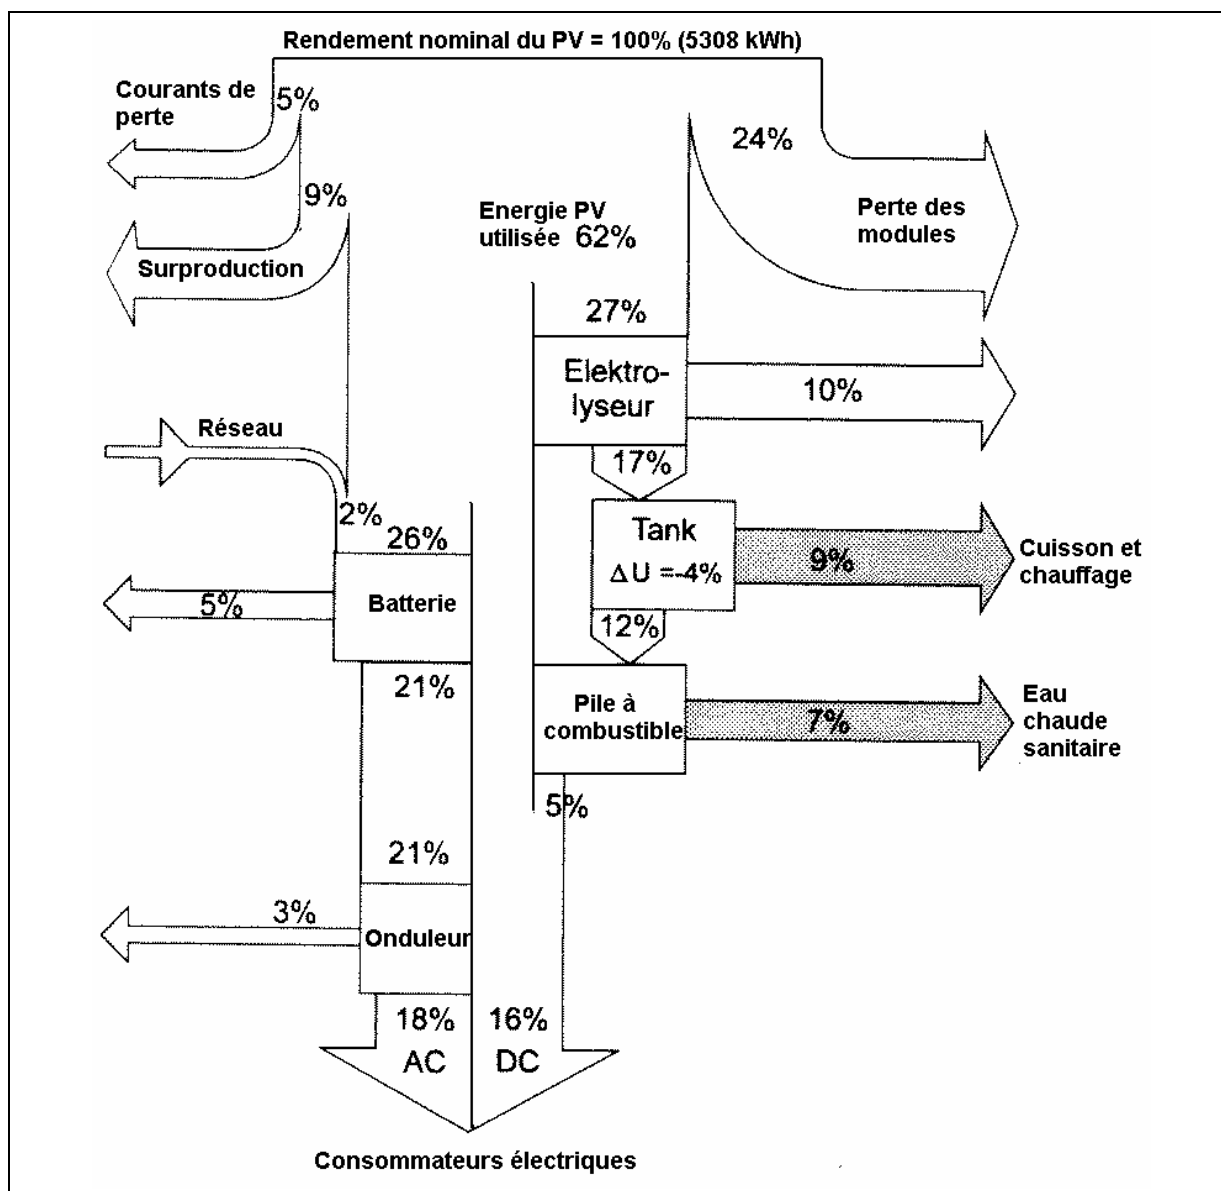 Rendement nominal du PV = 100% (5308 kWh)
Courants de
perte
5%
24%
9%
Energie PV
utilisée 62%
Perte des
modules
Surproduction
27%
Elektro-
lyseur
10%
Réseau
17%
2%
26%
Tank
ΔU =-4%
9%
Cuisson et
chauffage
5%
Batterie
12%
21%
Pile à
combustible
7%
Eau
chaude
sanitaire
5%
21%
3%
Onduleur
18%
AC
16%
DC
Consommateurs électriques